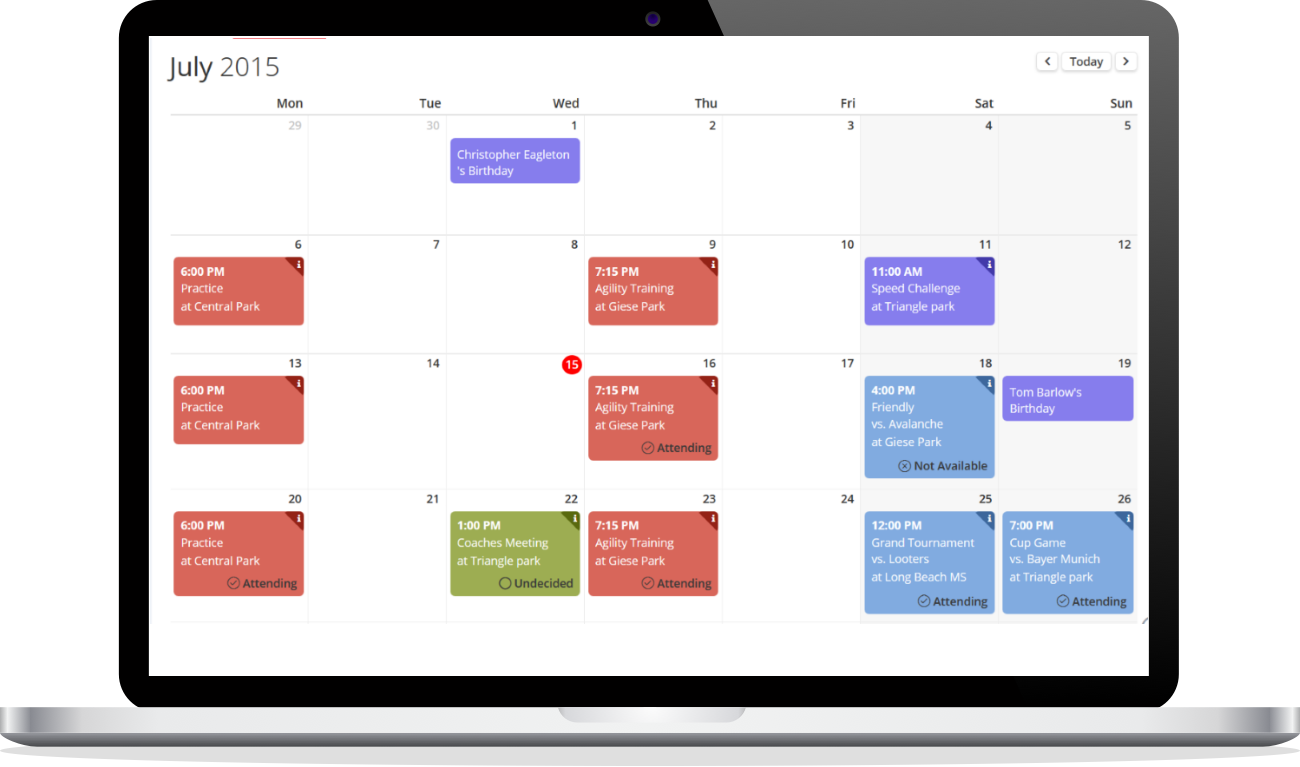 July 2015
Today
Mon Tue Wed Thu Fri Sat Sun
29 30 1 2 3 4 5
Christopher Eagleton
's Birthday
6 7 8 9 10 11 12
6:00 PM
Practice
at Central Park
7:15 PM
Agility Training
at Giese Park
11:00 AM
Speed Challenge
at Triangle park
13 14 15 16 17 18 19
6:00 PM
Practice
at Central Park
7:15 PM
Agility Training
at Giese Park
Attending
4:00 PM
Friendly
vs. Avalanche
at Giese Park
Not Available
Tom Barlow's
Birthday
20 21 22 23 24 25 26
6:00 PM
Practice
at Central Park
Attending
1:00 PM
Coaches Meeting
at Triangle park
Undecided
7:15 PM
Agility Training
at Giese Park
Attending
12:00 PM
Grand Tournament
vs. Looters
at Long Beach MS
Attending
7:00 PM
Cup Game
vs. Bayer Munich
at Triangle park
Attending